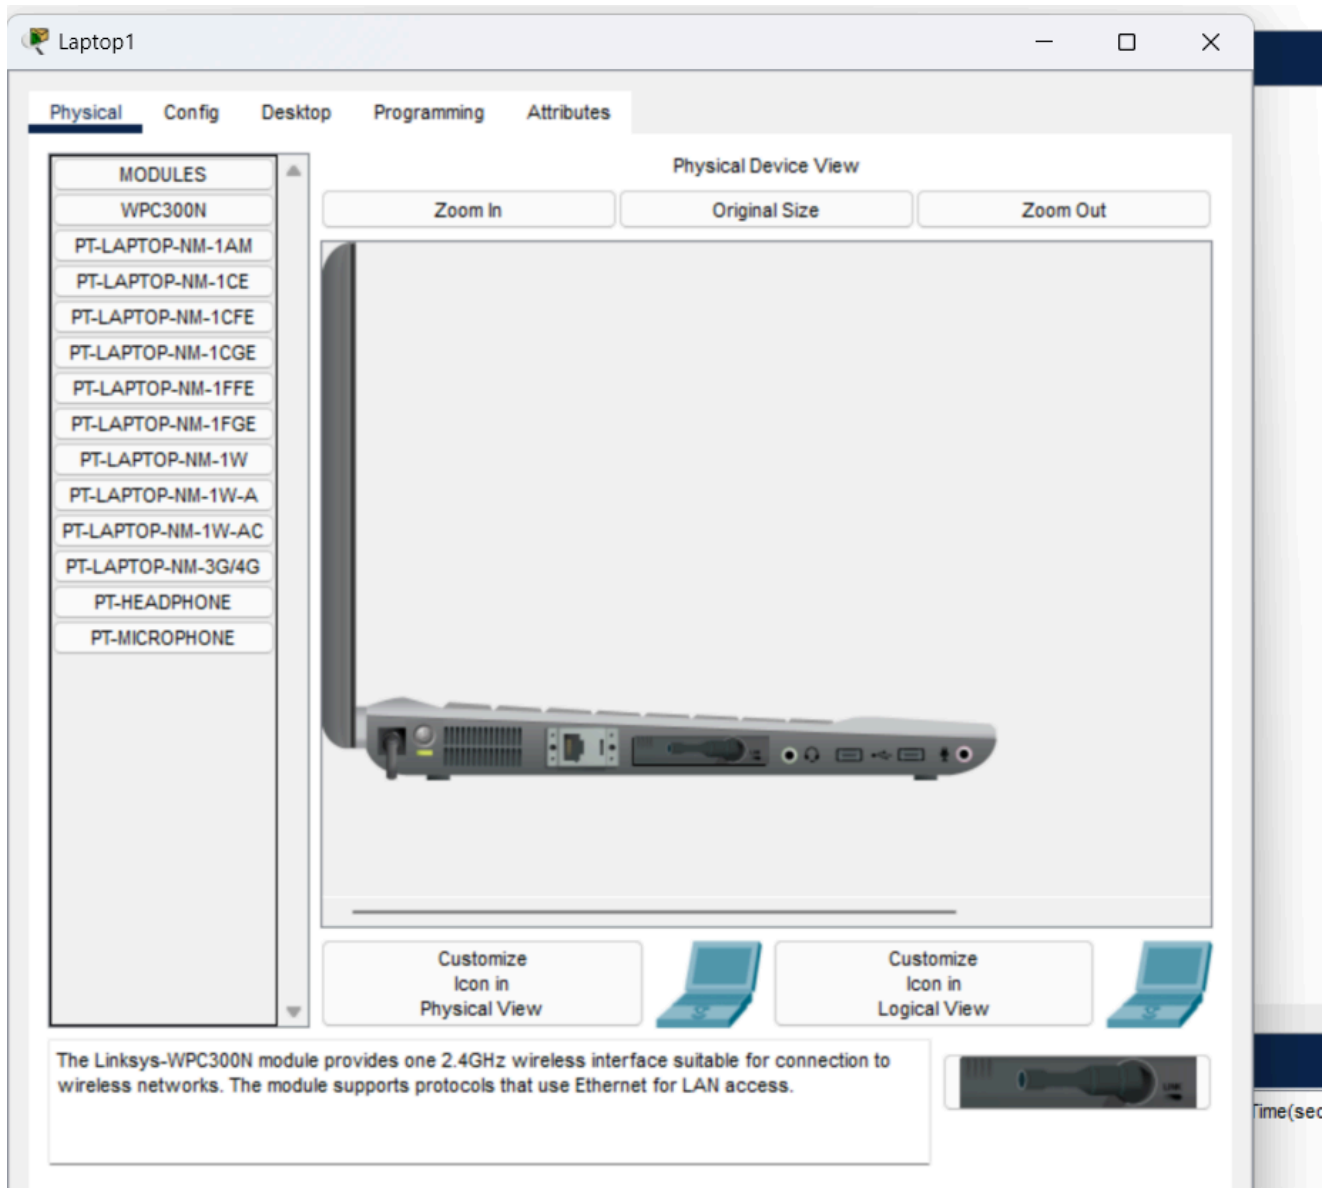 Laptop1
Physical
Config
Desktop
Programming
Attributes
MODULES
WPC300N
PT-LAPTOP-NM-1AM
PT-LAPTOP-NM-1CE
PT-LAPTOP-NM-1CFE
PT-LAPTOP-NM-1CGE
PT-LAPTOP-NM-1FFE
PT-LAPTOP-NM-1FGE
PT-LAPTOP-NM-1W
PT-LAPTOP-NM-1W-A
PT-LAPTOP-NM-1W-AC
PT-LAPTOP-NM-3G/4G
PT-HEADPHONE
PT-MICROPHONE
Physical Device View
Zoom In
Original Size
Zoom Out
Customize
Icon in
Physical View
Customize
Icon in
Logical View
The Linksys-WPC300N module provides one 2.4GHz wireless interface suitable for connection to
wireless networks. The module supports protocols that use Ethernet for LAN access.
LINK
Time(sec